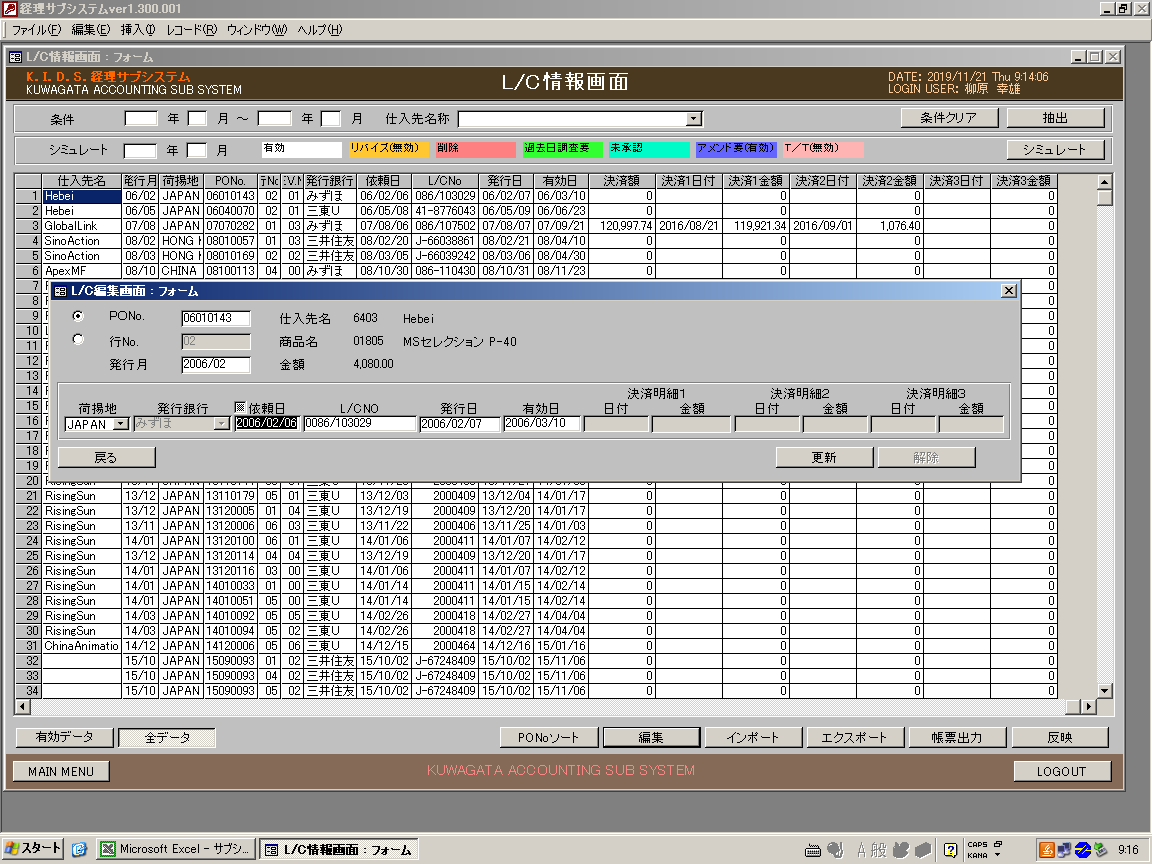 経理サブシステムver1.300.001
ファイル(F) 編集(E) 挿入(I) レコード(R) ウィンドウ(W) ヘルプ(H)
L/C情報画面 : フォーム
K.I.D.S.経理サブシステム
KUWAGATA ACCOUNTING SUB SYSTEM
L/C情報画面
DATE: 2019/11/21 Thu 9:14:06
LOGIN USER: 柳原 幸雄
条件 年 月 ～ 年 月 仕入先名称 条件クリア 抽出
シミュレート 年 月 有効 リバイズ(無効) 削除 過去日調査要 未承認 アメンド要(有効) T/T(無効) シミュレート
仕入先名 発行月 荷揚地 PONo. 発行銀行 依頼日 L/CNo 発行日 有効日 決済額 決済1日付 決済1金額 決済2日付 決済2金額 決済3日付 決済3金額
1 Hebei 06/02 JAPAN 06010143 02 01 みずほ 06/02/06 086/103029 06/02/07 06/03/10 0 0 0 0
2 Hebei 06/05 JAPAN 06040070 02 01 三東U 06/05/08 41-8776043 06/05/09 06/06/23 0 0 0 0
3 GlobalLink 07/08 JAPAN 07070282 01 03 みずほ 07/08/06 086/107502 07/08/07 07/09/21 120,997.74 2016/08/21 119,921.34 2016/09/01 1,076.40 0
4 SinoAction 08/02 HONG 08010057 01 03 三井住友 08/02/20 J-66038861 08/02/21 08/04/10 0 0 0 0
5 SinoAction 08/03 HONG 08010169 02 02 三井住友 08/03/05 J-66039242 08/03/06 08/04/30 0 0 0 0
6 ApexMF 08/10 CHINA 08100113 04 00 みずほ 08/10/30 086-110430 08/10/31 08/11/23 0 0 0 0
7 0
8 0
9 0
10 0
11 0
12 0
13 0
14 0
15 0
16 0
17 0
18 0
19 0
20
L/C編集画面 : フォーム
PONo. 06010143 仕入先名 6403 Hebei
行No. 02 商品名 01805 MSセレクション P-40
発行月 2006/02 金額 4,080.00
決済明細1 決済明細2 決済明細3
荷揚地 発行銀行 依頼日 L/CNO 発行日 有効日 日付 金額 日付 金額 日付 金額
JAPAN みずほ 2006/02/06 0086/103029 2006/02/07 2006/03/10
戻る 更新 解除
21 RisingSun 13/12 JAPAN 13110179 05 01 三東U 13/12/03 2000409 13/12/04 14/01/17 0 0 0 0
22 RisingSun 13/12 JAPAN 13120005 01 04 三東U 13/12/19 2000409 13/12/20 14/01/17 0 0 0 0
23 RisingSun 13/11 JAPAN 13120006 06 03 三東U 13/11/22 2000406 13/11/25 14/01/03 0 0 0 0
24 RisingSun 14/01 JAPAN 13120100 06 01 三東U 14/01/06 2000411 14/01/07 14/02/12 0 0 0 0
25 RisingSun 13/12 JAPAN 13120114 04 04 三東U 13/12/19 2000409 13/12/20 14/01/17 0 0 0 0
26 RisingSun 14/01 JAPAN 13120116 03 00 三東U 14/01/06 2000411 14/01/07 14/02/12 0 0 0 0
27 RisingSun 14/01 JAPAN 14010033 01 00 三東U 14/01/14 2000411 14/01/15 14/02/14 0 0 0 0
28 RisingSun 14/01 JAPAN 14010051 05 00 三東U 14/01/14 2000411 14/01/15 14/02/14 0 0 0 0
29 RisingSun 14/03 JAPAN 14010092 05 05 三東U 14/02/26 2000418 14/02/27 14/04/04 0 0 0 0
30 RisingSun 14/03 JAPAN 14010094 05 02 三東U 14/02/26 2000418 14/02/27 14/04/04 0 0 0 0
31 ChinaAnimatio 14/12 JAPAN 14120006 05 06 三東U 14/12/15 2000464 14/12/16 15/01/16 0 0 0 0
32 15/10 JAPAN 15090093 01 02 三井住友 15/10/02 J-67248409 15/10/02 15/11/06 0 0 0 0
33 15/10 JAPAN 15090093 04 02 三井住友 15/10/02 J-67248409 15/10/02 15/11/06 0 0 0 0
34 15/10 JAPAN 15090093 05 02 三井住友 15/10/02 J-67248409 15/10/02 15/11/06 0 0 0 0
有効データ 全データ PONoソート 編集 インポート エクスポート 帳票出力 反映
MAIN MENU KUWAGATA ACCOUNTING SUB SYSTEM LOGOUT
スタート Microsoft Excel - サブシ... L/C情報画面 : フォーム A 般 CAPS KANA 9:16